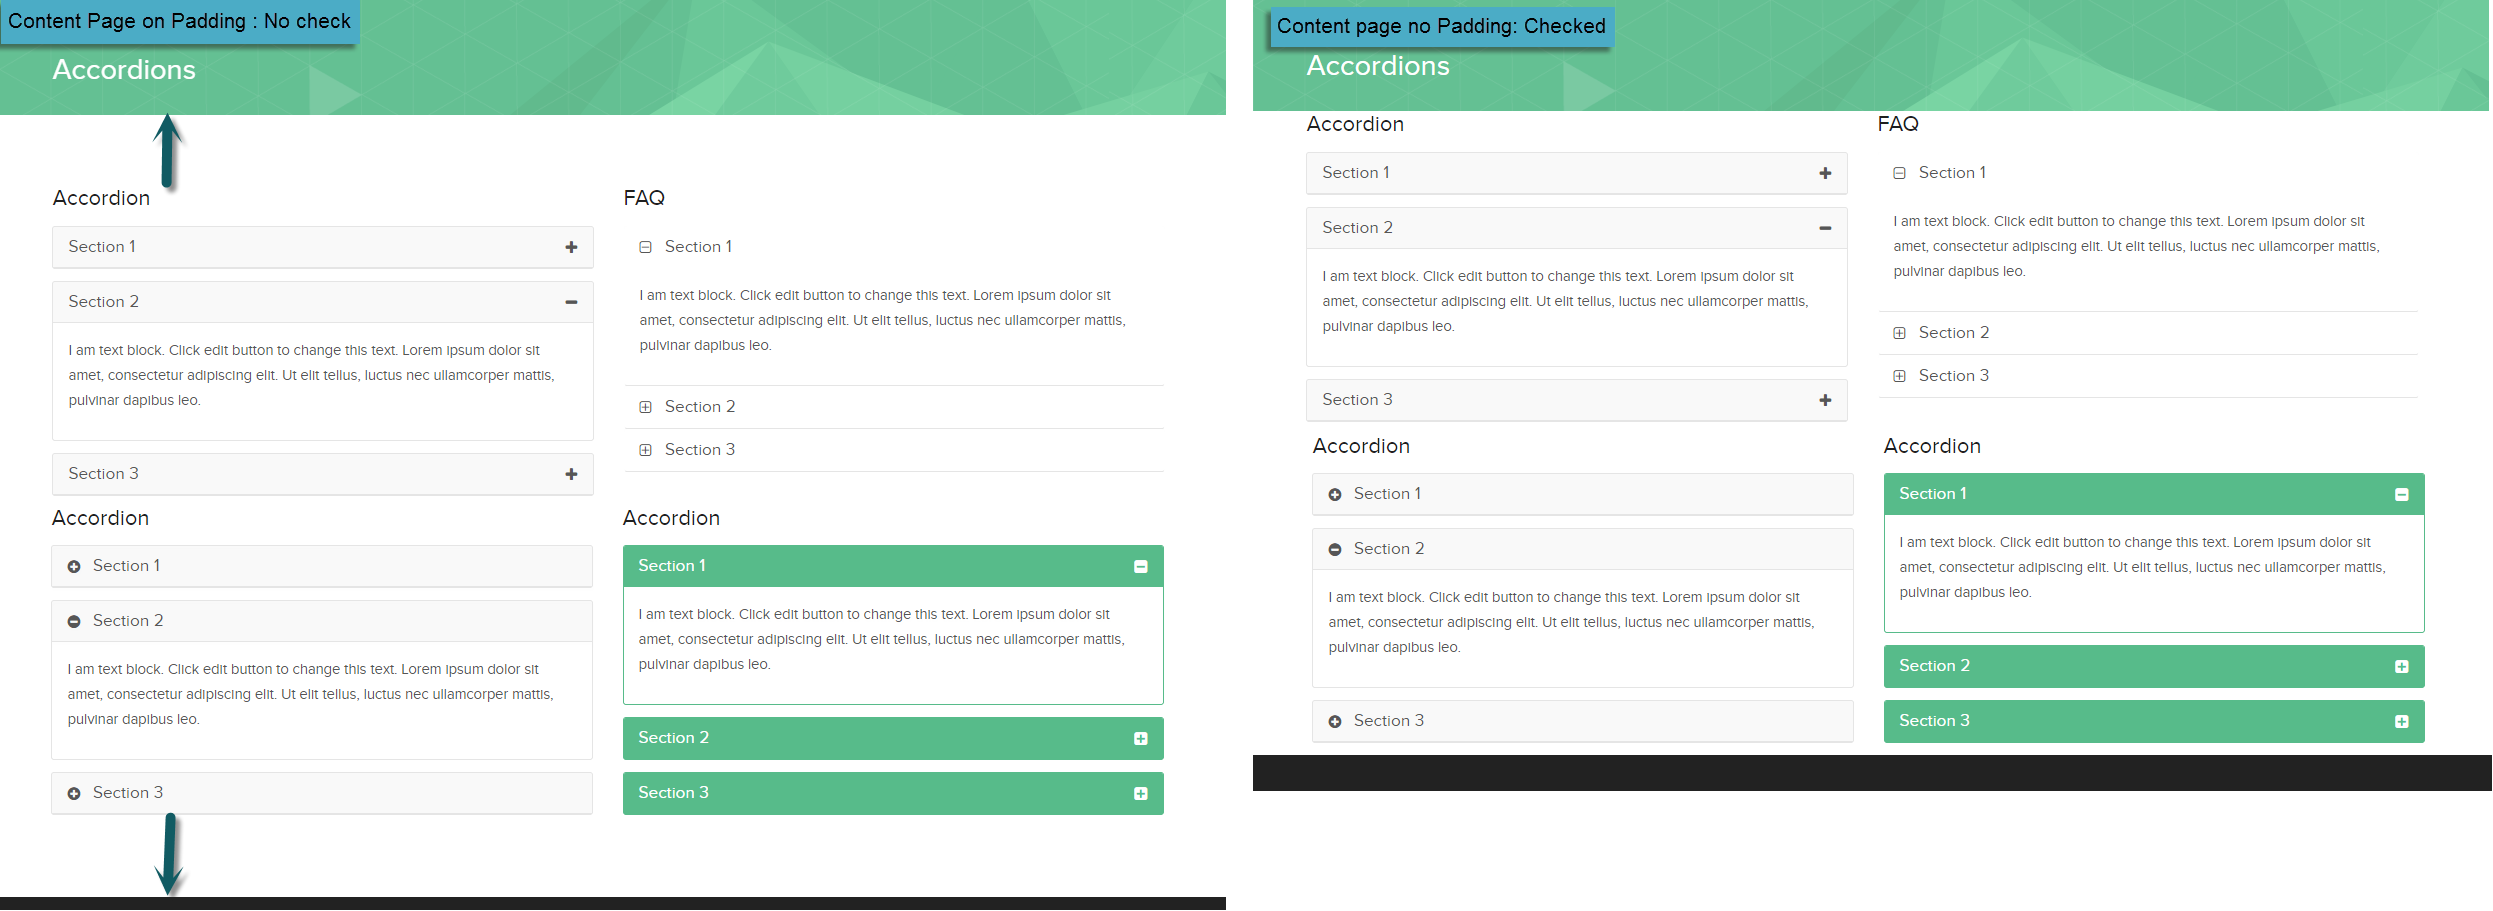 Content Page on Padding : No check
Accordions
Accordion
Section 1
Section 2
I am text block. Click edit button to change this text. Lorem ipsum dolor sit
amet, consectetur adipiscing elit. Ut elit tellus, luctus nec ullamcorper mattis,
pulvinar dapibus leo.
Section 3
FAQ
Section 1
I am text block. Click edit button to change this text. Lorem ipsum dolor sit
amet, consectetur adipiscing elit. Ut elit tellus, luctus nec ullamcorper mattis,
pulvinar dapibus leo.
Section 2
Section 3
Accordion
Section 1
Section 2
I am text block. Click edit button to change this text. Lorem ipsum dolor sit
amet, consectetur adipiscing elit. Ut elit tellus, luctus nec ullamcorper mattis,
pulvinar dapibus leo.
Section 3
Accordion
Section 1
I am text block. Click edit button to change this text. Lorem ipsum dolor sit
amet, consectetur adipiscing elit. Ut elit tellus, luctus nec ullamcorper mattis,
pulvinar dapibus leo.
Section 2
Section 3
Content page no Padding: Checked
Accordions
Accordion
Section 1
Section 2
I am text block. Click edit button to change this text. Lorem ipsum dolor sit
amet, consectetur adipiscing elit. Ut elit tellus, luctus nec ullamcorper mattis,
pulvinar dapibus leo.
Section 3
FAQ
Section 1
I am text block. Click edit button to change this text. Lorem ipsum dolor sit
amet, consectetur adipiscing elit. Ut elit tellus, luctus nec ullamcorper mattis,
pulvinar dapibus leo.
Section 2
Section 3
Accordion
Section 1
Section 2
I am text block. Click edit button to change this text. Lorem ipsum dolor sit
amet, consectetur adipiscing elit. Ut elit tellus, luctus nec ullamcorper mattis,
pulvinar dapibus leo.
Section 3
Accordion
Section 1
I am text block. Click edit button to change this text. Lorem ipsum dolor sit
amet, consectetur adipiscing elit. Ut elit tellus, luctus nec ullamcorper mattis,
pulvinar dapibus leo.
Section 2
Section 3